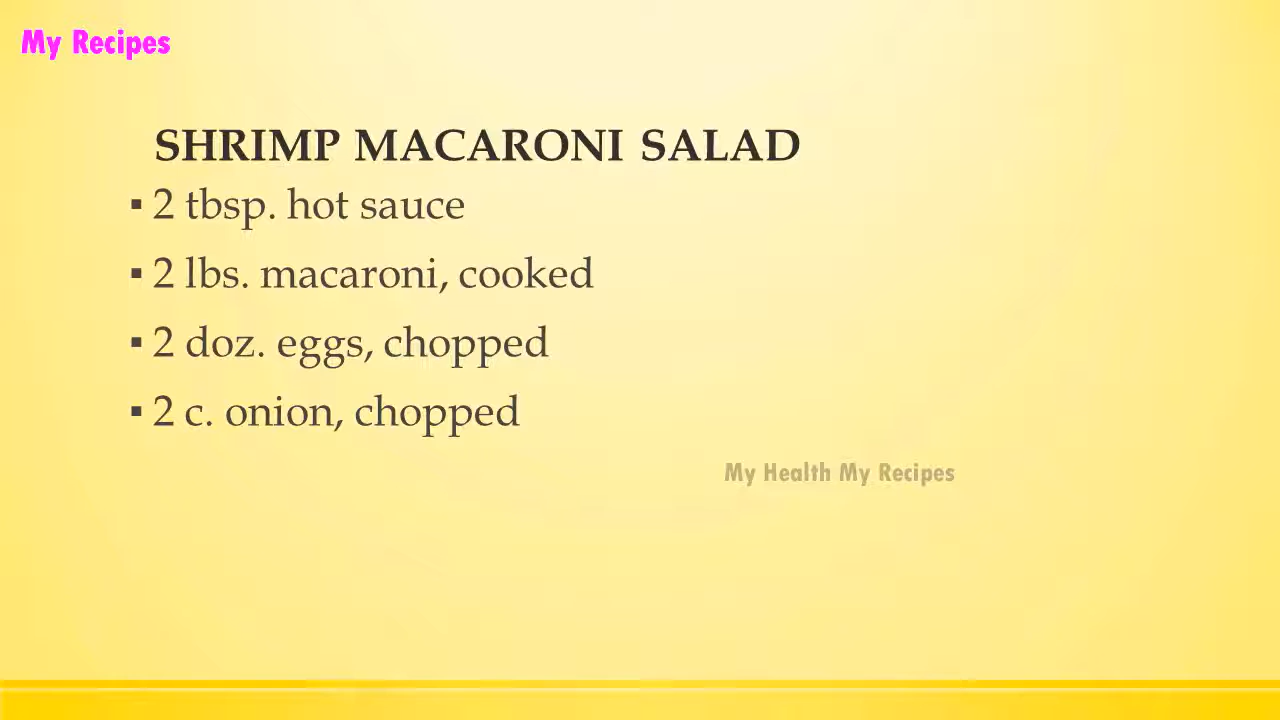 My Recipes
SHRIMP MACARONI SALAD
▪ 2 tbsp. hot sauce
▪ 2 lbs. macaroni, cooked
▪ 2 doz. eggs, chopped
▪ 2 c. onion, chopped
My Health My Recipes